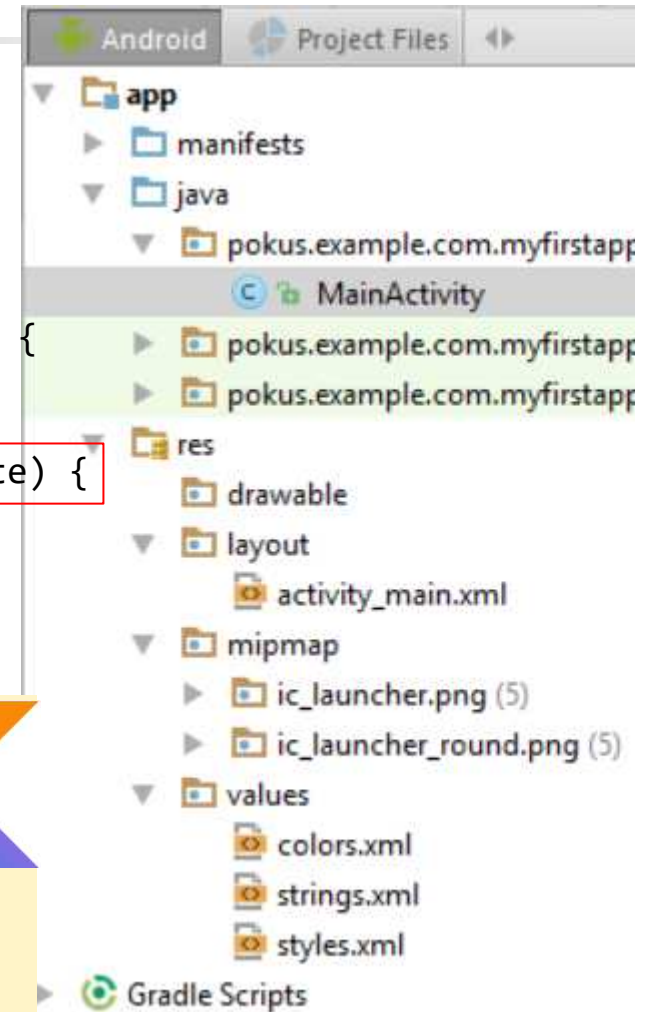 Android Project Files
app
manifests
java
pokus.example.com.myfirstapp
MainActivity
{
pokus.example.com.myfirstapp
pokus.example.com.myfirstapp
res
te) {
drawable
layout
activity_main.xml
mipmap
ic_launcher.png (5)
ic_launcher_round.png (5)
values
colors.xml
strings.xml
styles.xml
Gradle Scripts